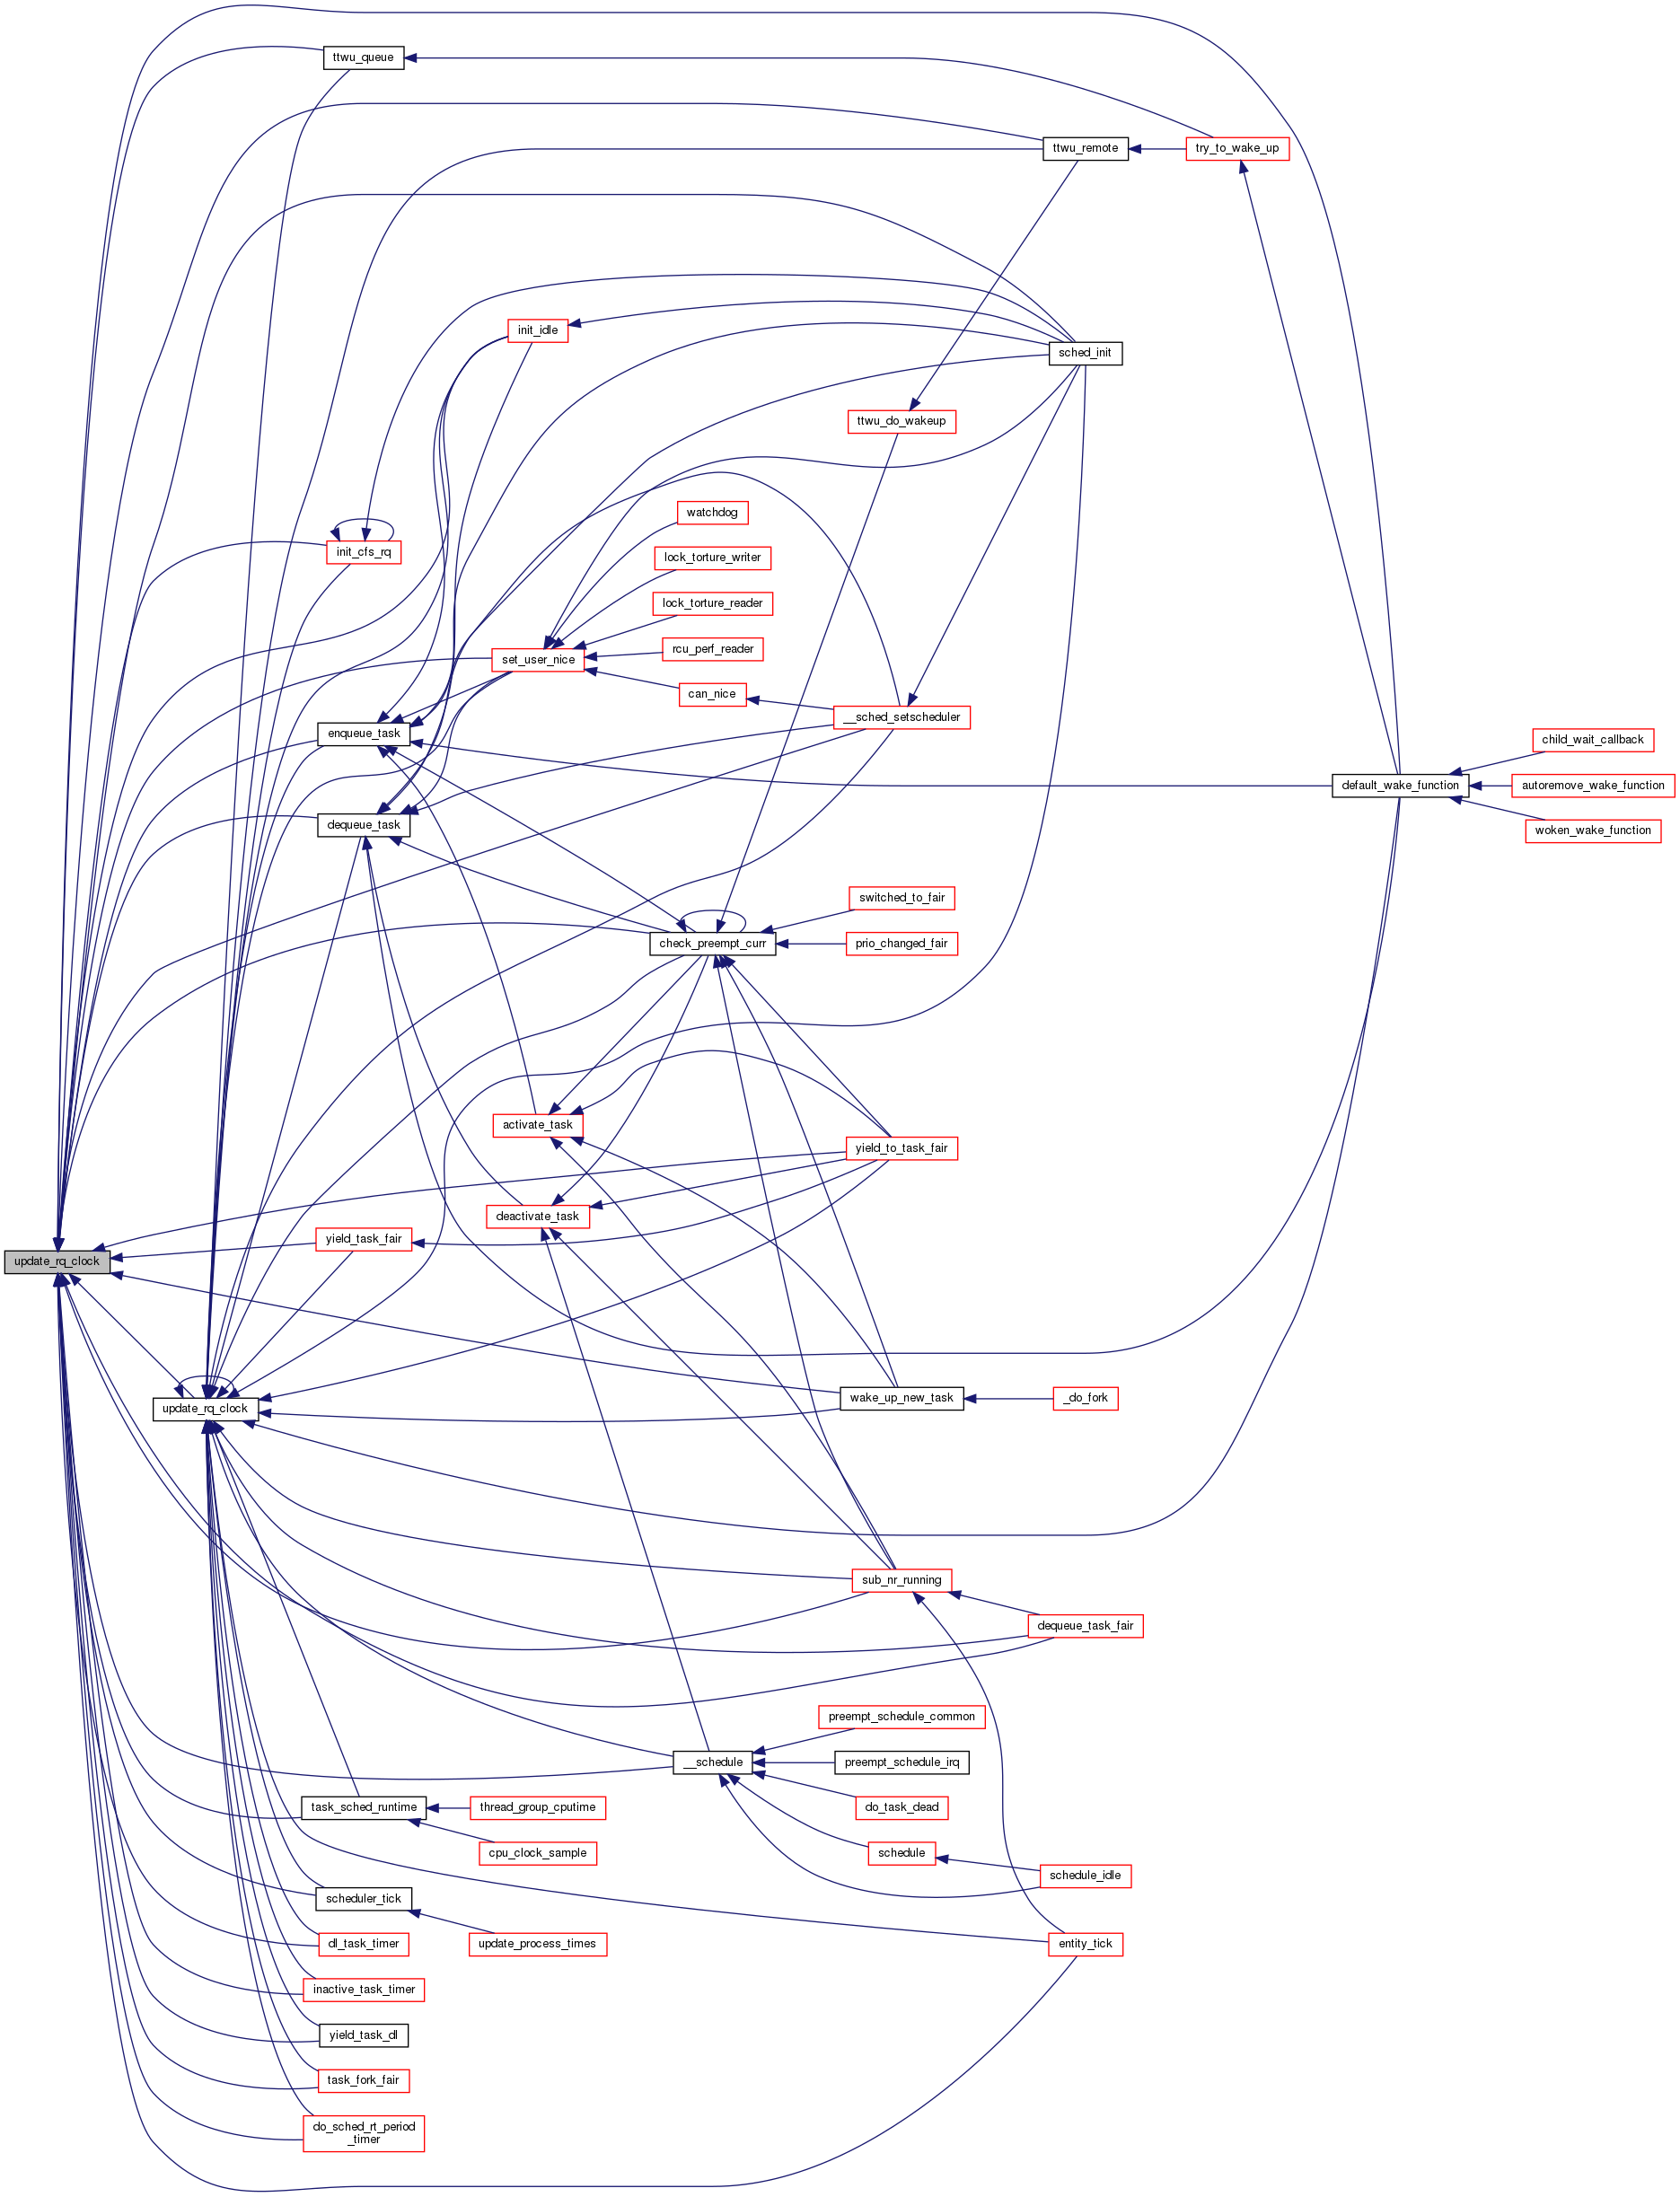 ttwu_queue
ttwu_remote
try_to_wake_up
init_idle
sched_init
ttwu_do_wakeup
watchdog
init_cfs_rq
lock_torture_writer
lock_torture_reader
rcu_perf_reader
set_user_nice
can_nice
__sched_setscheduler
enqueue_task
child_wait_callback
default_wake_function
autoremove_wake_function
dequeue_task
woken_wake_function
switched_to_fair
check_preempt_curr
prio_changed_fair
activate_task
yield_to_task_fair
deactivate_task
yield_task_fair
update_rq_clock
wake_up_new_task
_do_fork
update_rq_clock
sub_nr_running
dequeue_task_fair
preempt_schedule_common
__schedule
preempt_schedule_irq
task_sched_runtime
thread_group_cputime
do_task_dead
cpu_clock_sample
schedule
schedule_idle
scheduler_tick
dl_task_timer
update_process_times
entity_tick
inactive_task_timer
yield_task_dl
task_fork_fair
do_sched_rt_period
_timer